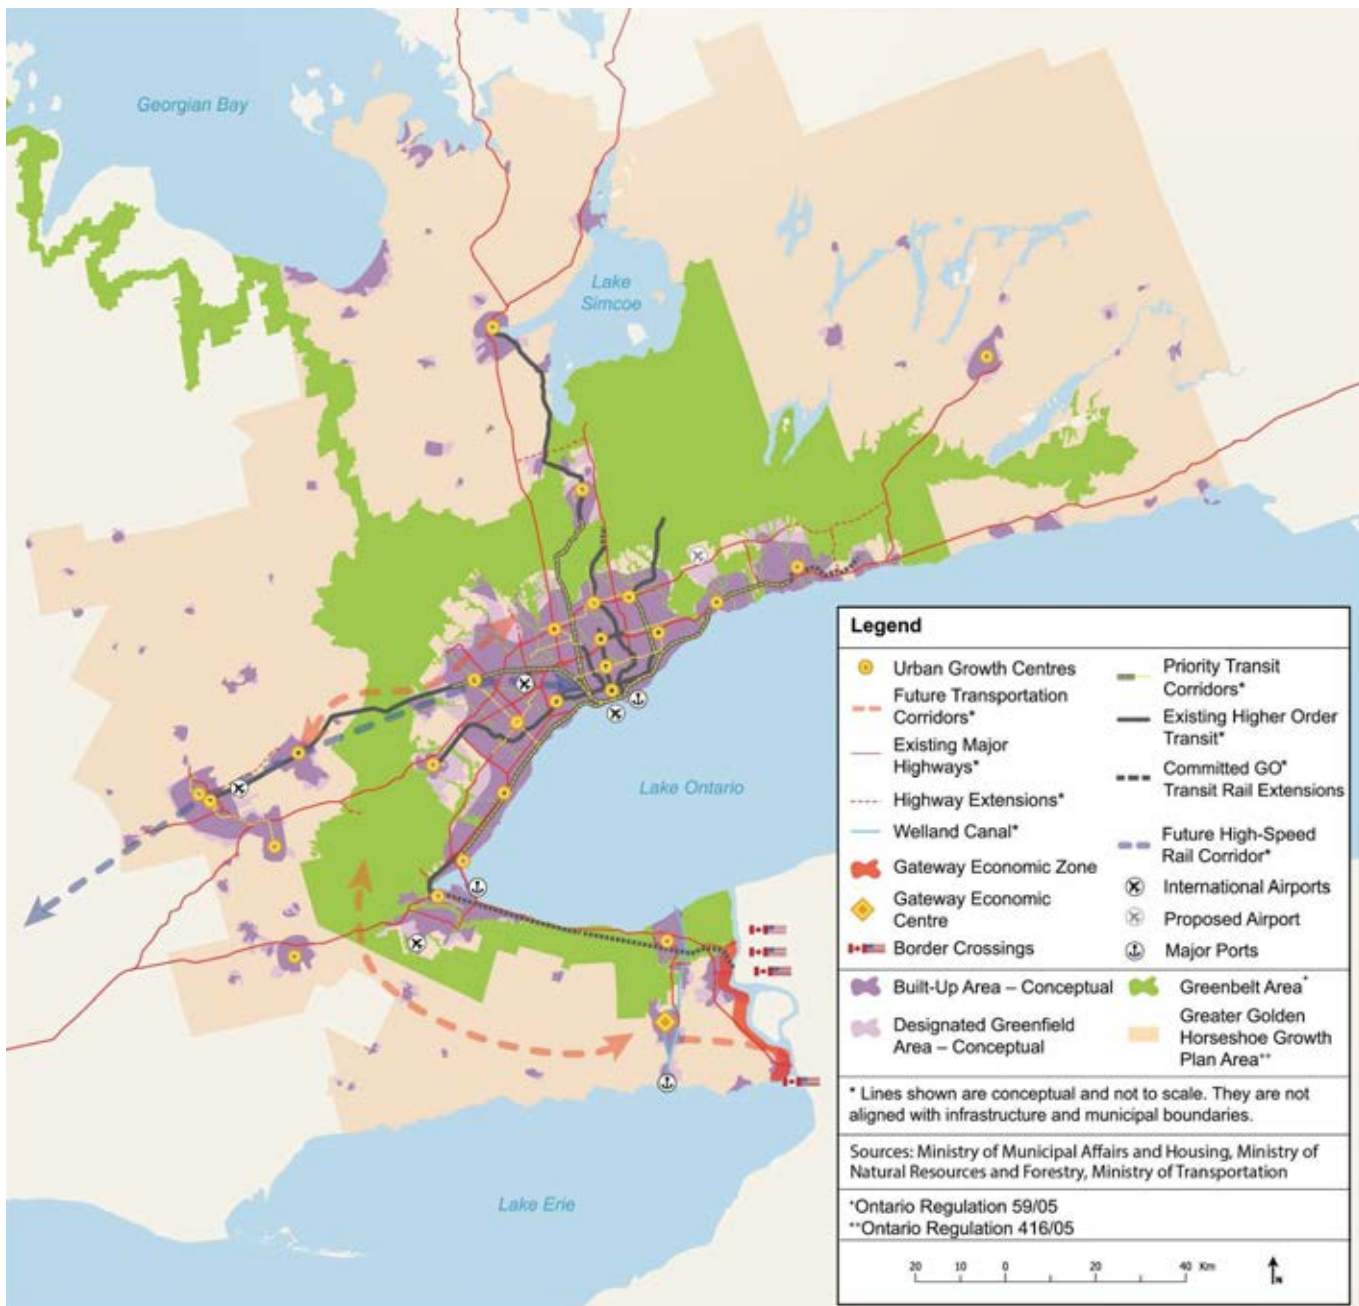 Georgian Bay
Lake
Simcoe
Lake Ontario
Lake Erie
Legend
Urban Growth Centres
Future Transportation
Corridors*
Existing Major
Highways*
Highway Extensions*
Welland Canal*
Gateway Economic Zone
Gateway Economic
Centre
Border Crossings
Priority Transit
Corridors*
Existing Higher Order
Transit*
Committed GO*
Transit Rail Extensions
Future High-Speed
Rail Corridor*
International Airports
Proposed Airport
Major Ports
Built-Up Area – Conceptual
Designated Greenfield
Area – Conceptual
Greenbelt Area+
Greater Golden
Horseshoe Growth
Plan Area++
* Lines shown are conceptual and not to scale. They are not
aligned with infrastructure and municipal boundaries.
Sources: Ministry of Municipal Affairs and Housing, Ministry of
Natural Resources and Forestry, Ministry of Transportation
+Ontario Regulation 59/05
++Ontario Regulation 416/05
20 10 0 20 40 Km
N